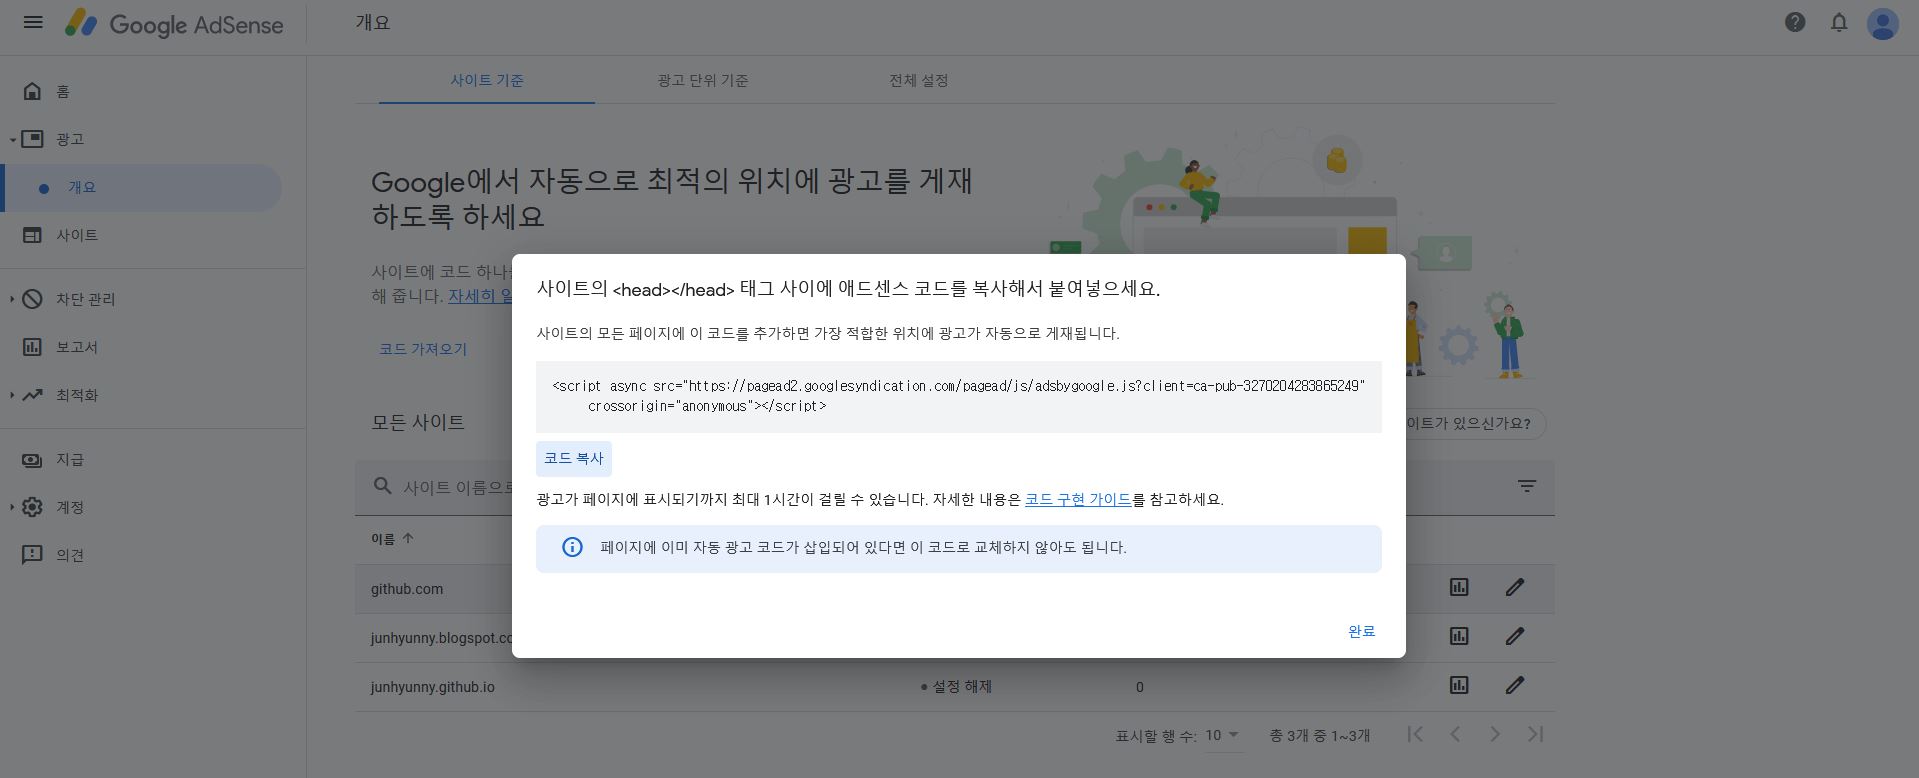 Google AdSense
개요
홈
광고
개요
사이트
차단 관리
보고서
최적화
지급
계정
의견
사이트 기준
광고 단위 기준
전체 설정
Google에서 자동으로 최적의 위치에 광고를 게재
하도록 하세요
사이트에 코드 하나
해 줍니다. 자세히
코드 가져오기
모든 사이트
이트가 있으신가요?
사이트 이름으로
이름
github.com
junhyunny.blogspot.co
junhyunny.github.io
설정 해제
0
표시할 행 수: 10
총 3개 중 1~3개
사이트의 <head></head> 태그 사이에 애드센스 코드를 복사해서 붙여넣으세요.
사이트의 모든 페이지에 이 코드를 추가하면 가장 적합한 위치에 광고가 자동으로 게재됩니다.
<script async src="https://pagead2.googlesyndication.com/pagead/js/adsbygoogle.js?client=ca-pub-3270204283865249"
crossorigin="anonymous"></script>
코드 복사
광고가 페이지에 표시되기까지 최대 1시간이 걸릴 수 있습니다. 자세한 내용은 코드 구현 가이드를 참고하세요.
페이지에 이미 자동 광고 코드가 삽입되어 있다면 이 코드로 교체하지 않아도 됩니다.
완료